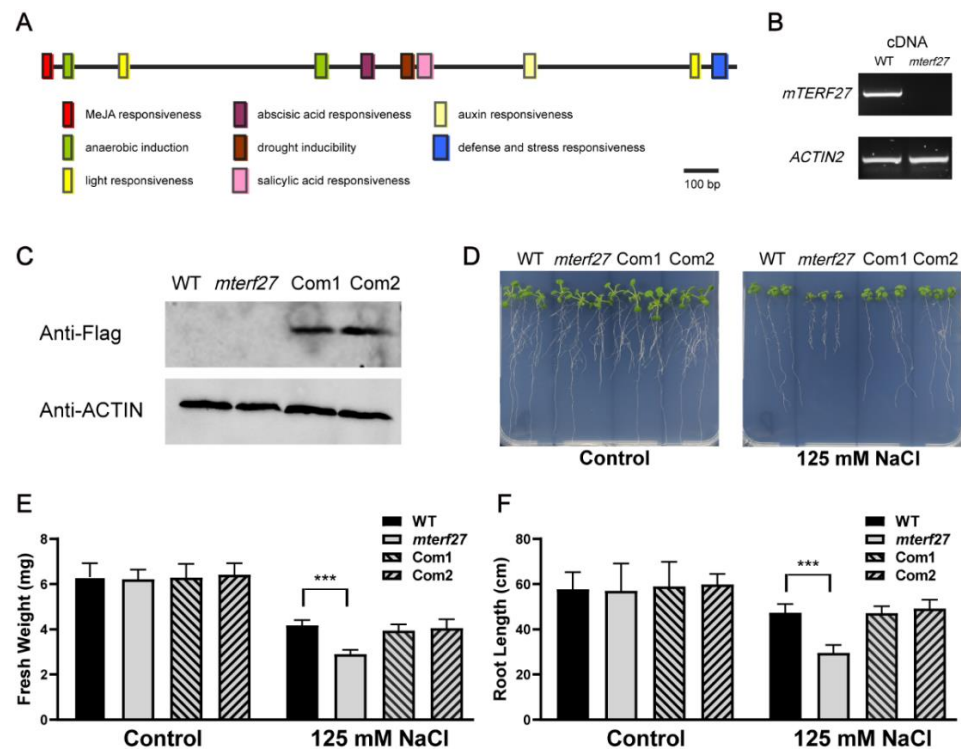 A
MeJA responsiveness
abscisic acid responsiveness
auxin responsiveness
anaerobic induction
drought inducibility
defense and stress responsiveness
light responsiveness
salicylic acid responsiveness
100 bp
B
cDNA
WT mterf27
mTERF27
ACTIN2
C
WT mterf27 Com1 Com2
Anti-Flag
Anti-ACTIN
D
WT mterf27 Com1 Com2
WT mterf27 Com1 Com2
Control
125 mM NaCl
E
Fresh Weight (mg)
8
6
4
2
0
WT
mterf27
Com1
Com2
***
Control
125 mM NaCl
F
Root Length (cm)
80
60
40
20
0
WT
mterf27
Com1
Com2
***
Control
125 mM NaCl